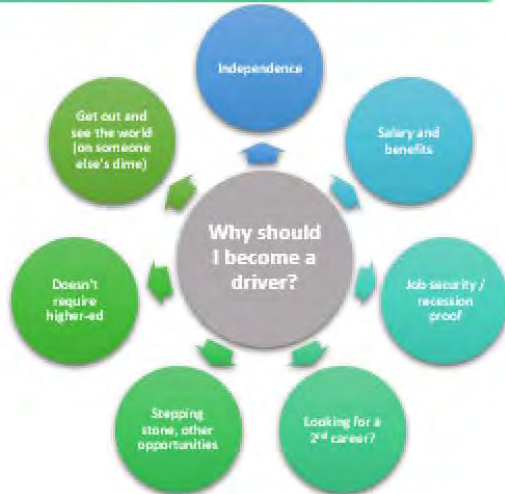 Why should
I become a
driver?
Independence
Salary and
benefits
Job security /
recession
proof
Looking for a
2nd career?
Stepping
stone, other
opportunities
Doesn't
require
higher-ed
Get out and
see the world
(on someone
else's dime)